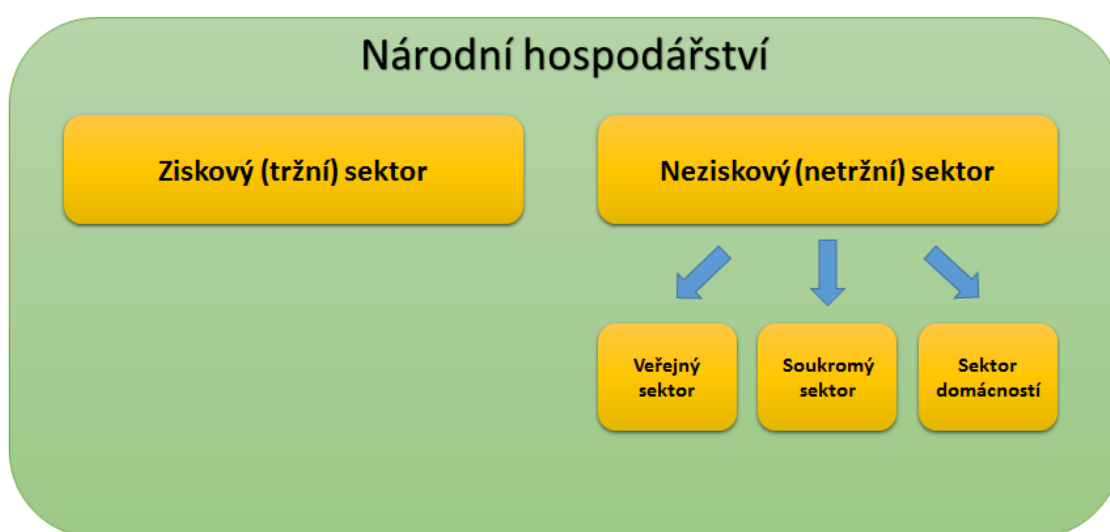 Národní hospodářství
Ziskový (tržní) sektor
Neziskový (netržní) sektor
Veřejný
sektor
Soukromý
sektor
Sektor
domácností